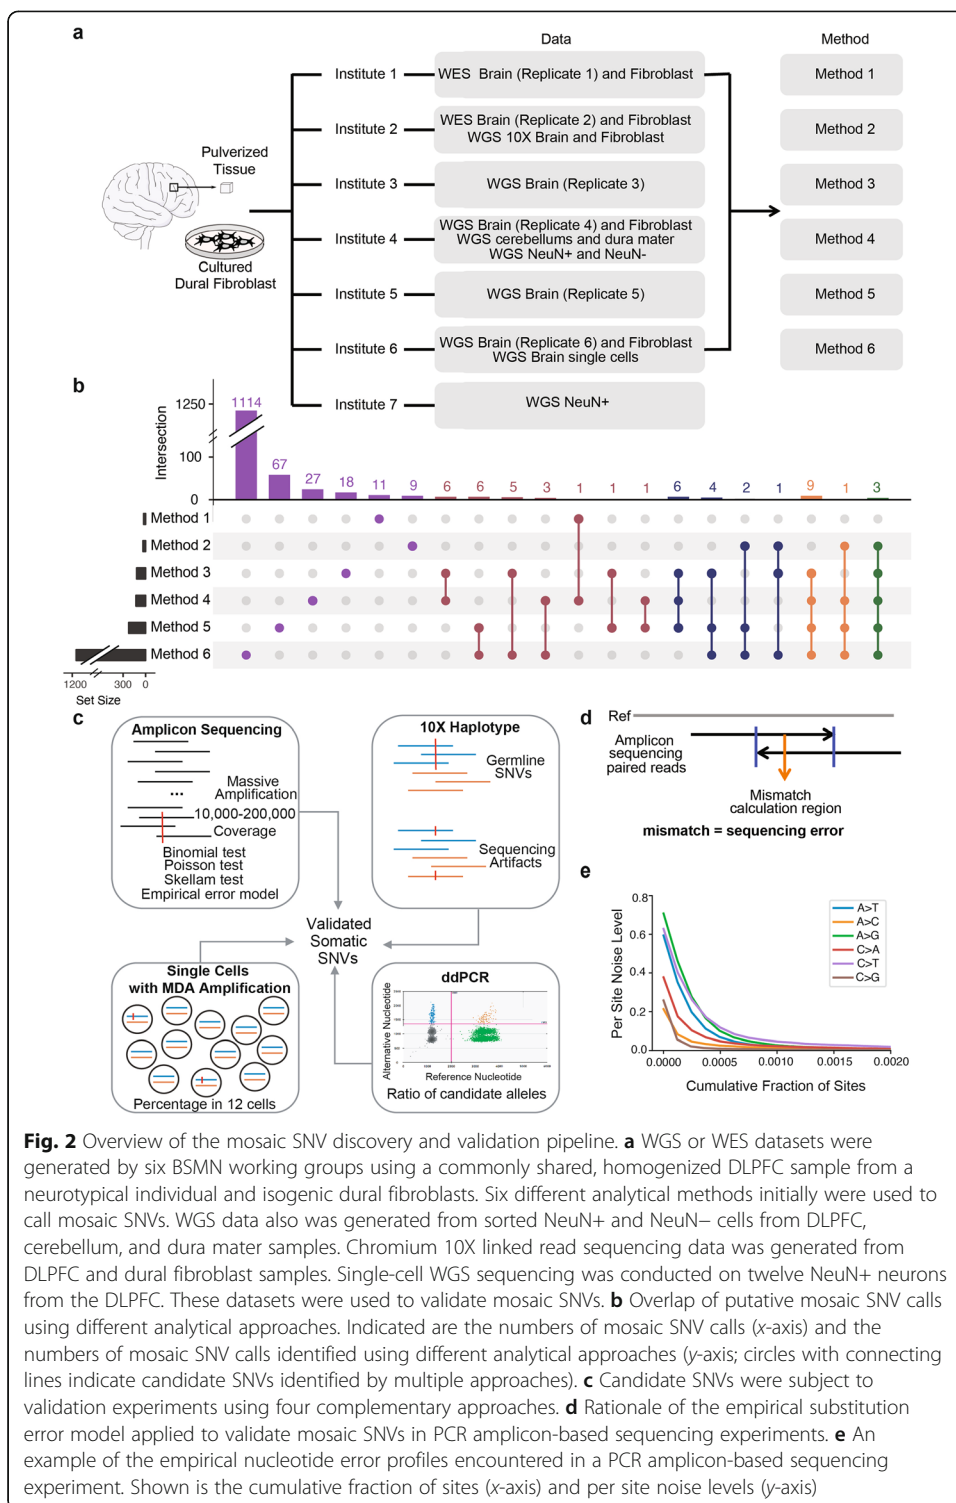 a
Data
Method
Institute 1
WES Brain (Replicate 1) and Fibroblast
Method 1
Institute 2
WES Brain (Replicate 2) and Fibroblast
WGS 10X Brain and Fibroblast
Method 2
Pulverized
Tissue
Institute 3
WGS Brain (Replicate 3)
Method 3
Institute 4
WGS Brain (Replicate 4) and Fibroblast
WGS cerebellums and dura mater
WGS NeuN+ and NeuN-
Method 4
Cultured
Dural Fibroblast
Institute 5
WGS Brain (Replicate 5)
Method 5
Institute 6
WGS Brain (Replicate 6) and Fibroblast
WGS Brain single cells
Method 6
Institute 7
WGS NeuN+
b
Intersection
1250
100
0
1114 67 27 18 11 9 6 6 5 3 1 1 1 6 4 2 1 9 1 3
Method 1
Method 2
Method 3
Method 4
Method 5
Method 6
1200 300 0
Set Size
c
Amplicon Sequencing
Massive
Amplification
...
10,000-200,000
Coverage
Binomial test
Poisson test
Skellam test
Empirical error model
10X Haplotype
Germline
SNVs
Sequencing
Artifacts
Validated
Somatic
SNVs
Single Cells
with MDA Amplification
Percentage in 12 cells
ddPCR
Alternative Nucleotide
Reference Nucleotide
Ratio of candidate alleles
d
Ref
Amplicon
sequencing
paired reads
Mismatch
calculation region
mismatch = sequencing error
e
Per Site Noise Level
0.8
0.6
0.4
0.2
0.0
A>T
A>C
A>G
C>A
C>T
C>G
0.0000 0.0005 0.0010 0.0015 0.0020
Cumulative Fraction of Sites
Fig. 2 Overview of the mosaic SNV discovery and validation pipeline. a WGS or WES datasets were
generated by six BSMN working groups using a commonly shared, homogenized DLPFC sample from a
neurotypical individual and isogenic dural fibroblasts. Six different analytical methods initially were used to
call mosaic SNVs. WGS data also was generated from sorted NeuN+ and NeuN− cells from DLPFC,
cerebellum, and dura mater samples. Chromium 10X linked read sequencing data was generated from
DLPFC and dural fibroblast samples. Single-cell WGS sequencing was conducted on twelve NeuN+ neurons
from the DLPFC. These datasets were used to validate mosaic SNVs. b Overlap of putative mosaic SNV calls
using different analytical approaches. Indicated are the numbers of mosaic SNV calls (x-axis) and the
numbers of mosaic SNV calls identified using different analytical approaches (y-axis; circles with connecting
lines indicate candidate SNVs identified by multiple approaches). c Candidate SNVs were subject to
validation experiments using four complementary approaches. d Rationale of the empirical substitution
error model applied to validate mosaic SNVs in PCR amplicon-based sequencing experiments. e An
example of the empirical nucleotide error profiles encountered in a PCR amplicon-based sequencing
experiment. Shown is the cumulative fraction of sites (x-axis) and per site noise levels (y-axis)